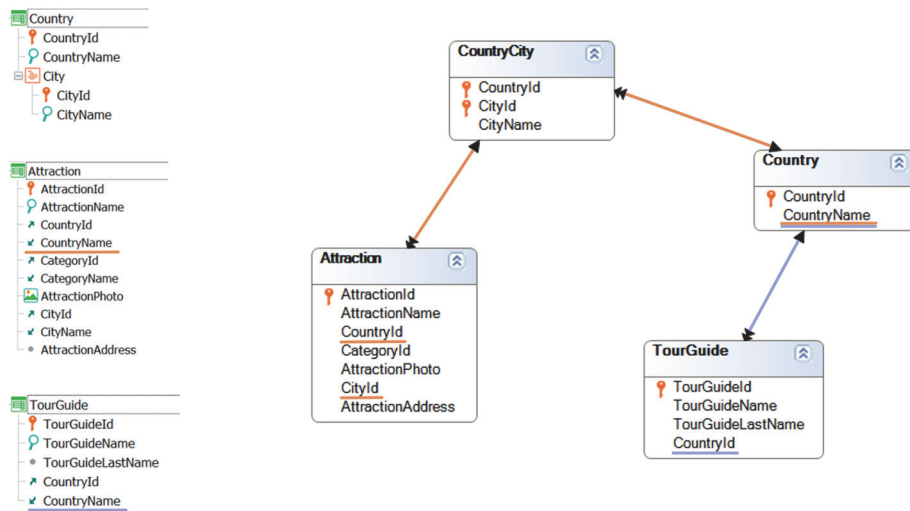 Country
CountryId
CountryName
City
CityId
CityName
Attraction
AttractionId
AttractionName
CountryId
CountryName
CategoryId
CategoryName
AttractionPhoto
CityId
CityName
AttractionAddress
TourGuide
TourGuideId
TourGuideName
TourGuideLastName
CountryId
CountryName
CountryCity
CountryId
CityId
CityName
Country
CountryId
CountryName
Attraction
AttractionId
AttractionName
CountryId
CategoryId
AttractionPhoto
CityId
AttractionAddress
TourGuide
TourGuideId
TourGuideName
TourGuideLastName
CountryId